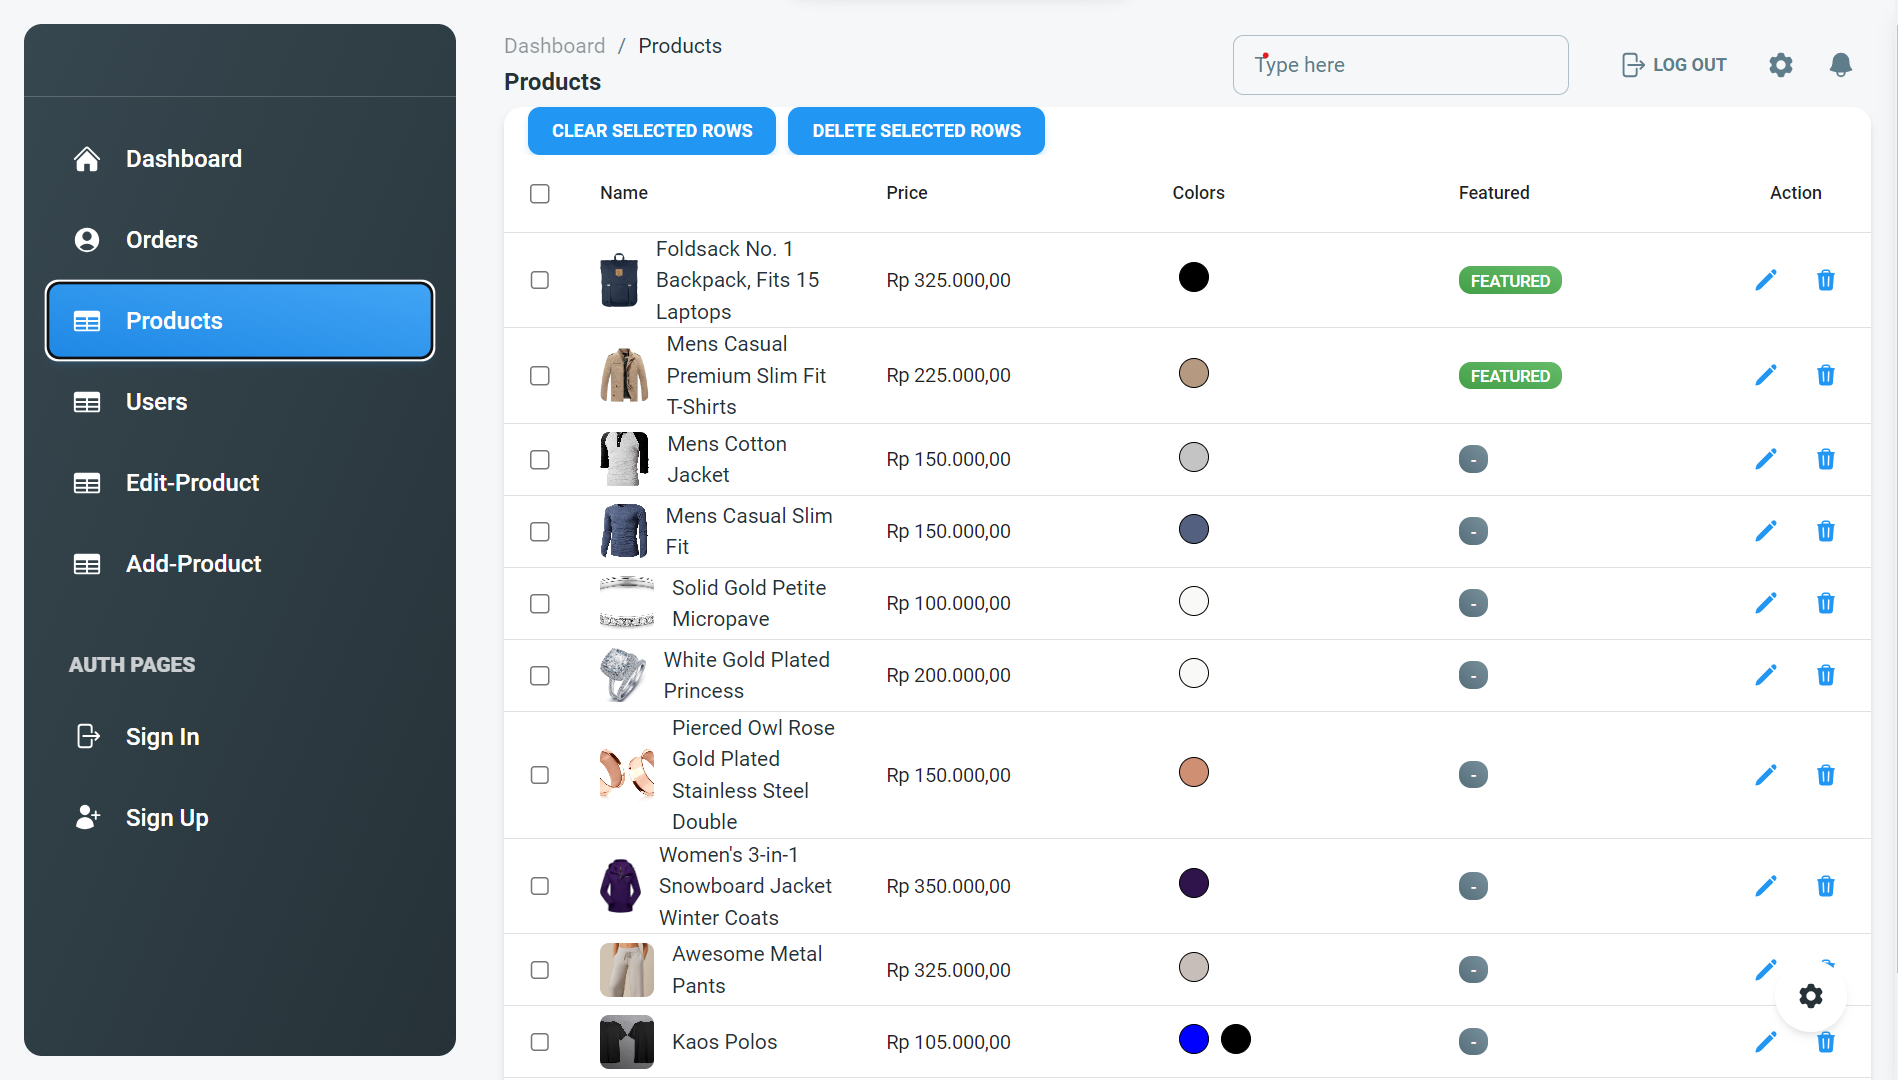 Dashboard / Products
Products
Type here
LOG OUT
Dashboard
Orders
Products
Users
Edit-Product
Add-Product
AUTH PAGES
Sign In
Sign Up
CLEAR SELECTED ROWS
DELETE SELECTED ROWS
Name Price Colors Featured Action
Foldsack No. 1
Backpack, Fits 15
Laptops
Rp 325.000,00
FEATURED
Mens Casual
Premium Slim Fit
T-Shirts
Rp 225.000,00
FEATURED
Mens Cotton
Jacket
Rp 150.000,00
-
Mens Casual Slim
Fit
Rp 150.000,00
-
Solid Gold Petite
Micropave
Rp 100.000,00
-
White Gold Plated
Princess
Rp 200.000,00
-
Pierced Owl Rose
Gold Plated
Stainless Steel
Double
Rp 150.000,00
-
Women's 3-in-1
Snowboard Jacket
Winter Coats
Rp 350.000,00
-
Awesome Metal
Pants
Rp 325.000,00
-
Kaos Polos
Rp 105.000,00
-